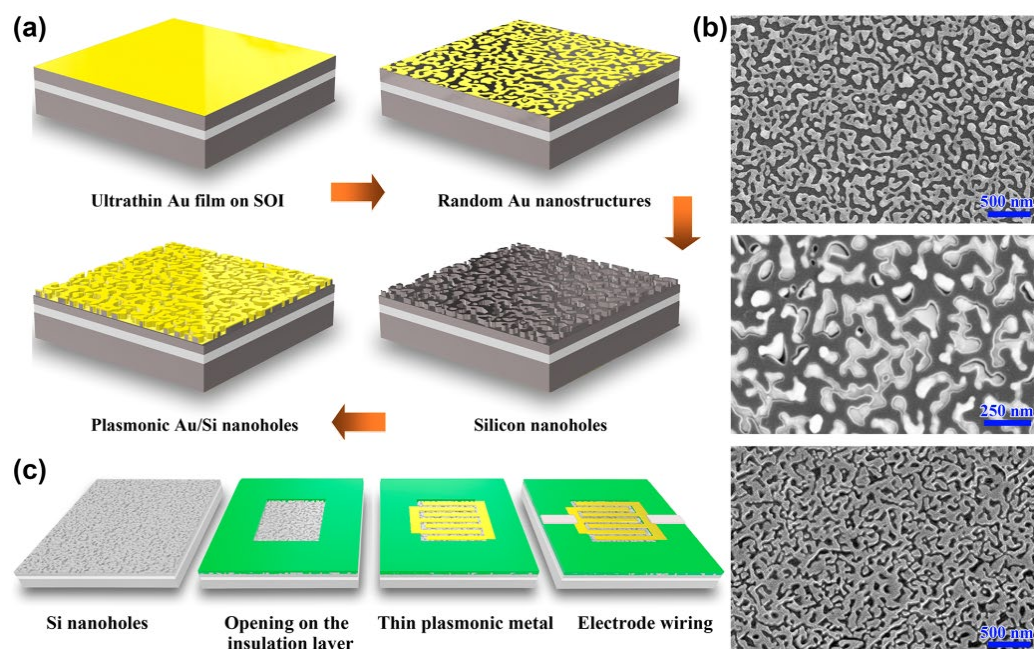 (a)
Ultrathin Au film on SOI
Random Au nanostructures
Plasmonic Au/Si nanoholes
Silicon nanoholes
(b)
500 nm
250 nm
500 nm
(c)
Si nanoholes
Opening on the
insulation layer
Thin plasmonic metal
Electrode wiring